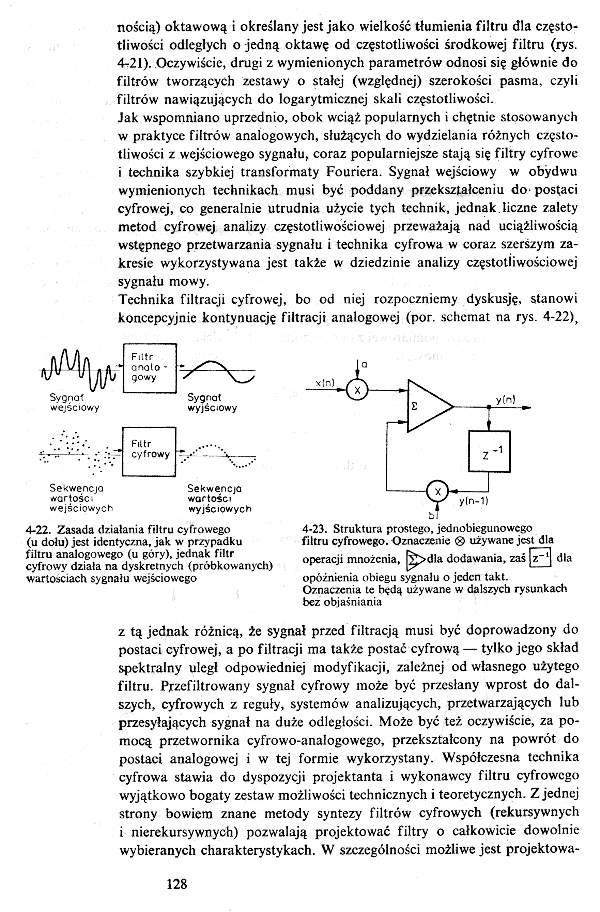 nością) oktawową i określany jest jako wielkość tłumienia filtru dla często-
tliwości odległych o jedną oktawę od częstotliwości środkowej filtru (rys.
4-21). Oczywiście, drugi z wymienionych parametrów odnosi się głównie do
filtrów tworzących zestawy o stałej (względnej) szerokości pasma, czyli
filtrów nawiązujących do logarytmicznej skali częstotliwości.
Jak wspomniano uprzednio, obok wciąż popularnych i chętnie stosowanych
w praktyce filtrów analogowych, służących do wydzielania różnych często-
tliwości z wejściowego sygnału, coraz popularniejsze stają się filtry cyfrowe
i technika szybkiej transformaty Fouriera. Sygnał wejściowy w obydwu
wymienionych technikach musi być poddany przekształceniu do postaci
cyfrowej, co generalnie utrudnia użycie tych technik, jednak liczne zalety
metod cyfrowej analizy częstotliwościowej przeważają nad uciążliwością
wstępnego przetwarzania sygnału i technika cyfrowa w coraz szerszym za-
kresie wykorzystywana jest także w dziedzinie analizy częstotliwościowej
sygnału mowy.
Technika filtracji cyfrowej, bo od niej rozpoczniemy dyskusję, stanowi
koncepcyjnie kontynuację filtracji analogowej (por. schemat na rys. 4-22),
Filtr
analo-
gowy
Sygnał
wejściowy
Sygnał
wyjściowy
Filtr
cyfrowy
Sekwencja
wartości
wejściowych
Sekwencja
wartości
wyjściowych
a
x(n)
X
Σ
y(n)
z⁻¹
X
y(n-1)
b
4-22. Zasada działania filtru cyfrowego
(u dołu) jest identyczna, jak w przypadku
filtru analogowego (u góry), jednak filtr
cyfrowy działa na dyskretnych (próbkowanych)
wartościach sygnału wejściowego
4-23. Struktura prostego, jednobiegunowego
filtru cyfrowego. Oznaczenie ⊗ używane jest dla
operacji mnożenia, Σ dla dodawania, zaś z⁻¹ dla
opóźnienia obiegu sygnału o jeden takt.
Oznaczenia te będą używane w dalszych rysunkach
bez objaśniania
z tą jednak różnicą, że sygnał przed filtracją musi być doprowadzony do
postaci cyfrowej, a po filtracji ma także postać cyfrową — tylko jego skład
spektralny uległ odpowiedniej modyfikacji, zależnej od własnego użytego
filtru. Przefiltrowany sygnał cyfrowy może być przesłany wprost do dal-
szych, cyfrowych z reguły, systemów analizujących, przetwarzających lub
przesyłających sygnał na duże odległości. Może być też oczywiście, za po-
mocą przetwornika cyfrowo-analogowego, przekształcony na powrót do
postaci analogowej i w tej formie wykorzystany. Współczesna technika
cyfrowa stawia do dyspozycji projektanta i wykonawcy filtru cyfrowego
wyjątkowo bogaty zestaw możliwości technicznych i teoretycznych. Z jednej
strony bowiem znane metody syntezy filtrów cyfrowych (rekursywnych
i nierekursywnych) pozwalają projektować filtry o całkowicie dowolnie
wybieranych charakterystykach. W szczególności możliwe jest projektowa-
128